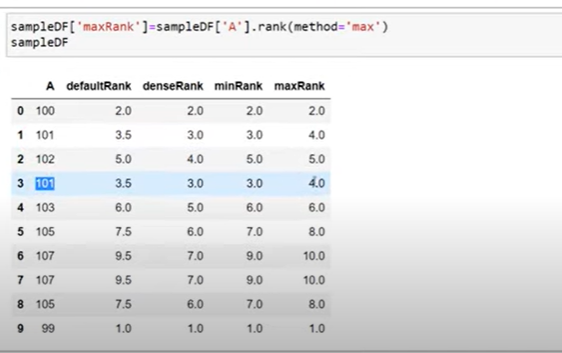 sampleDF['maxRank']=sampleDF['A'].rank(method='max')
sampleDF
A defaultRank denseRank minRank maxRank
0 100 2.0 2.0 2.0 2.0
1 101 3.5 3.0 3.0 4.0
2 102 5.0 4.0 5.0 5.0
3 101 3.5 3.0 3.0 4.0
4 103 6.0 5.0 6.0 6.0
5 105 7.5 6.0 7.0 8.0
6 107 9.5 7.0 9.0 10.0
7 107 9.5 7.0 9.0 10.0
8 105 7.5 6.0 7.0 8.0
9 99 1.0 1.0 1.0 1.0